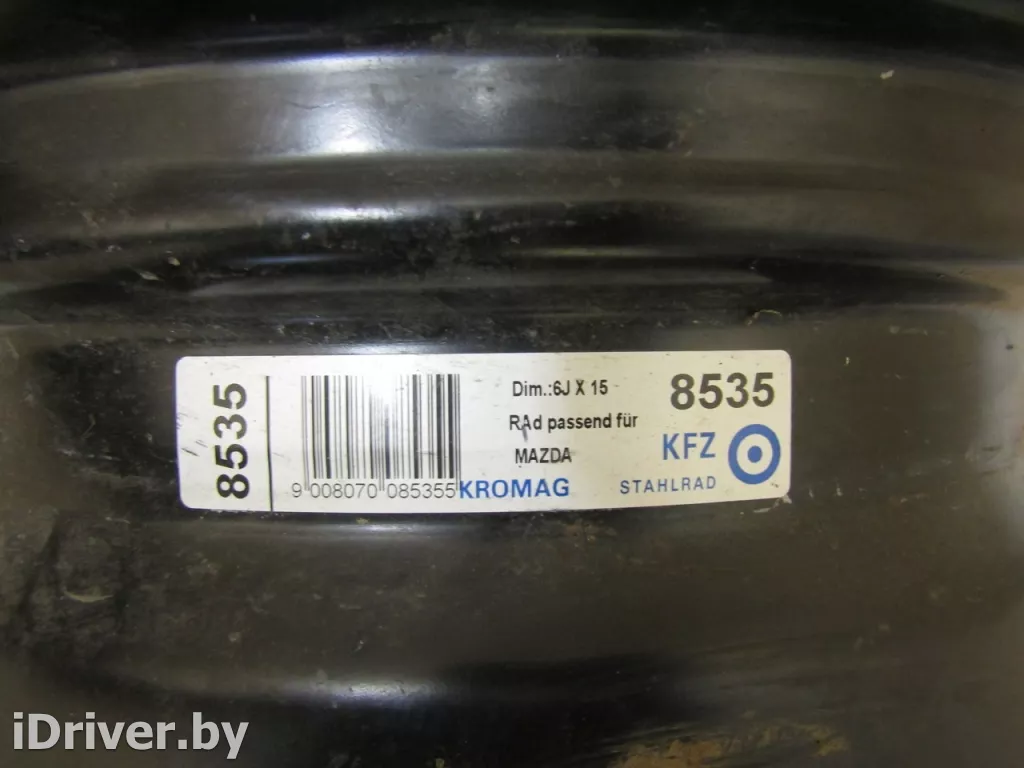 8535
9 008070 085355
Dim.:6J X 15
RAd passend für
MAZDA
KROMAG
8535
KFZ
STAHLRAD
iDriver.by